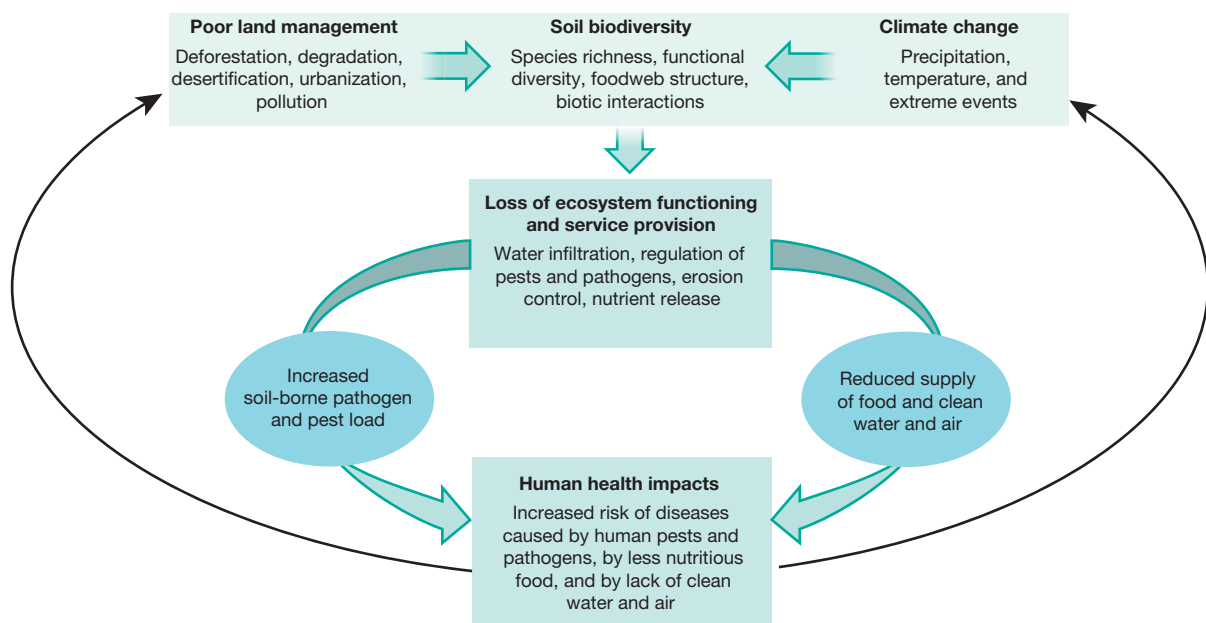 Poor land management
Deforestation, degradation,
desertification, urbanization,
pollution
Soil biodiversity
Species richness, functional
diversity, foodweb structure,
biotic interactions
Climate change
Precipitation,
temperature, and
extreme events
Loss of ecosystem functioning
and service provision
Water infiltration, regulation of
pests and pathogens, erosion
control, nutrient release
Increased
soil-borne pathogen
and pest load
Reduced supply
of food and clean
water and air
Human health impacts
Increased risk of diseases
caused by human pests and
pathogens, by less nutritious
food, and by lack of clean
water and air